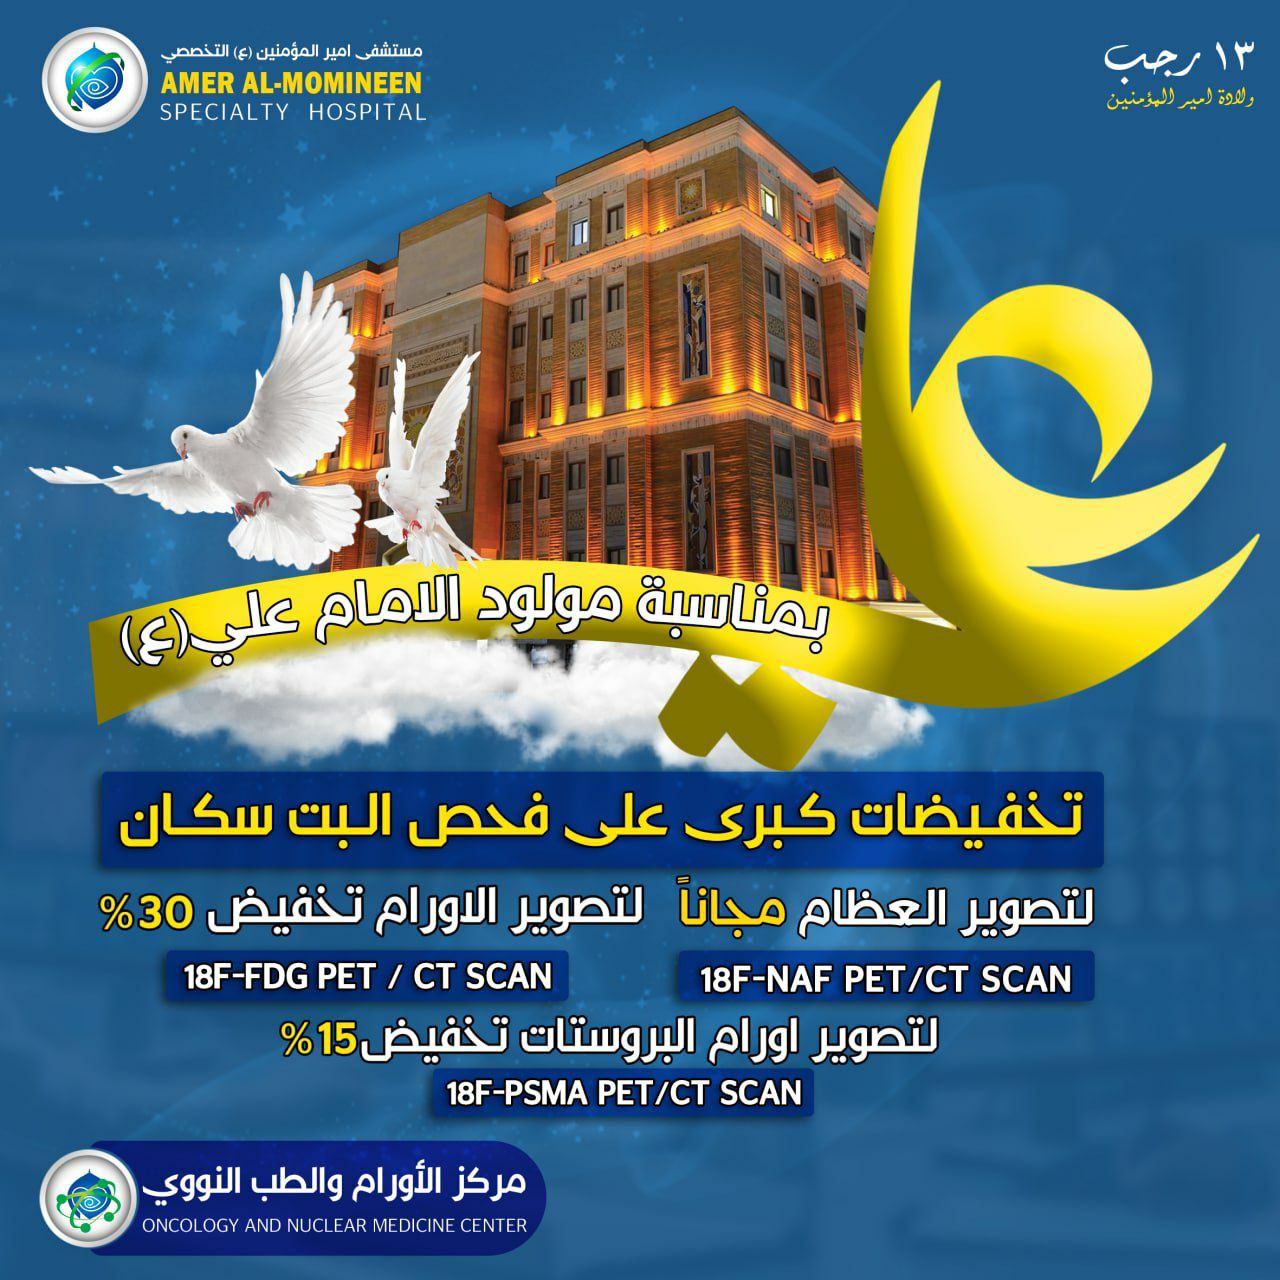 مستشفى امير المؤمنين (ع) التخصصي
AMER AL-MOMINEEN
SPECIALTY HOSPITAL
١٣ رجب
ولادة امير المؤمنين
علي
بمناسبة مولود الامام علي(ع)
تخفيضات كبرى على فحص البت سكان
لتصوير العظام مجاناً
18F-NAF PET/CT SCAN
لتصوير الاورام تخفيض 30%
18F-FDG PET / CT SCAN
لتصوير اورام البروستات تخفيض15%
18F-PSMA PET/CT SCAN
مركز الأورام والطب النووي
ONCOLOGY AND NUCLEAR MEDICINE CENTER